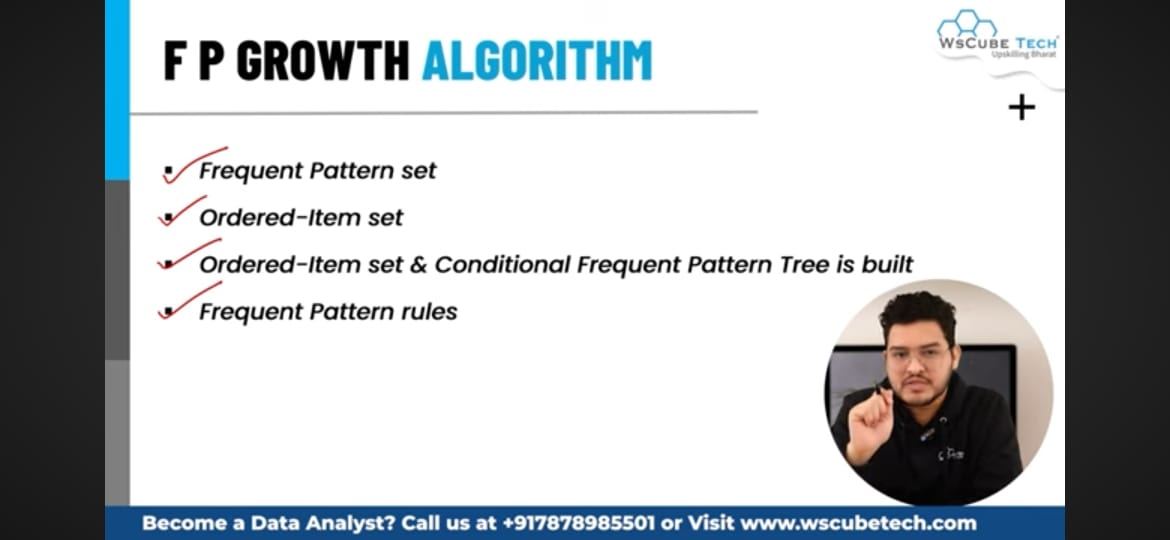 F P GROWTH ALGORITHM
WsCube Tech
Upskilling Bharat
+
▪ Frequent Pattern set
▪ Ordered-Item set
▪ Ordered-Item set & Conditional Frequent Pattern Tree is built
▪ Frequent Pattern rules
Become a Data Analyst? Call us at +917878985501 or Visit www.wscubetech.com